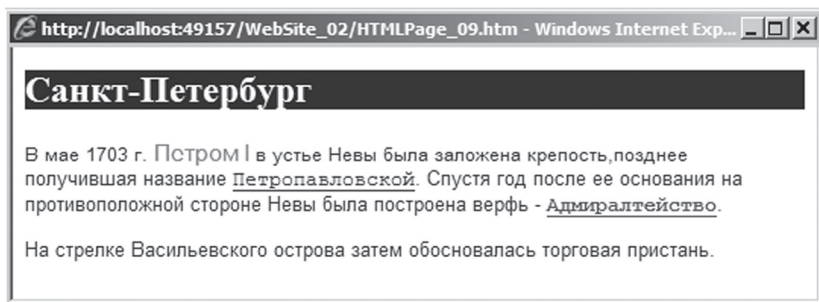 http://localhost:49157/WebSite_02/HTMLPage_09.htm - Windows Internet Exp...
Санкт-Петербург
В мае 1703 г. Петром I в устье Невы была заложена крепость,позднее
получившая название Петропавловской. Спустя год после ее основания на
противоположной стороне Невы была построена верфь - Адмиралтейство.
На стрелке Васильевского острова затем обосновалась торговая пристань.